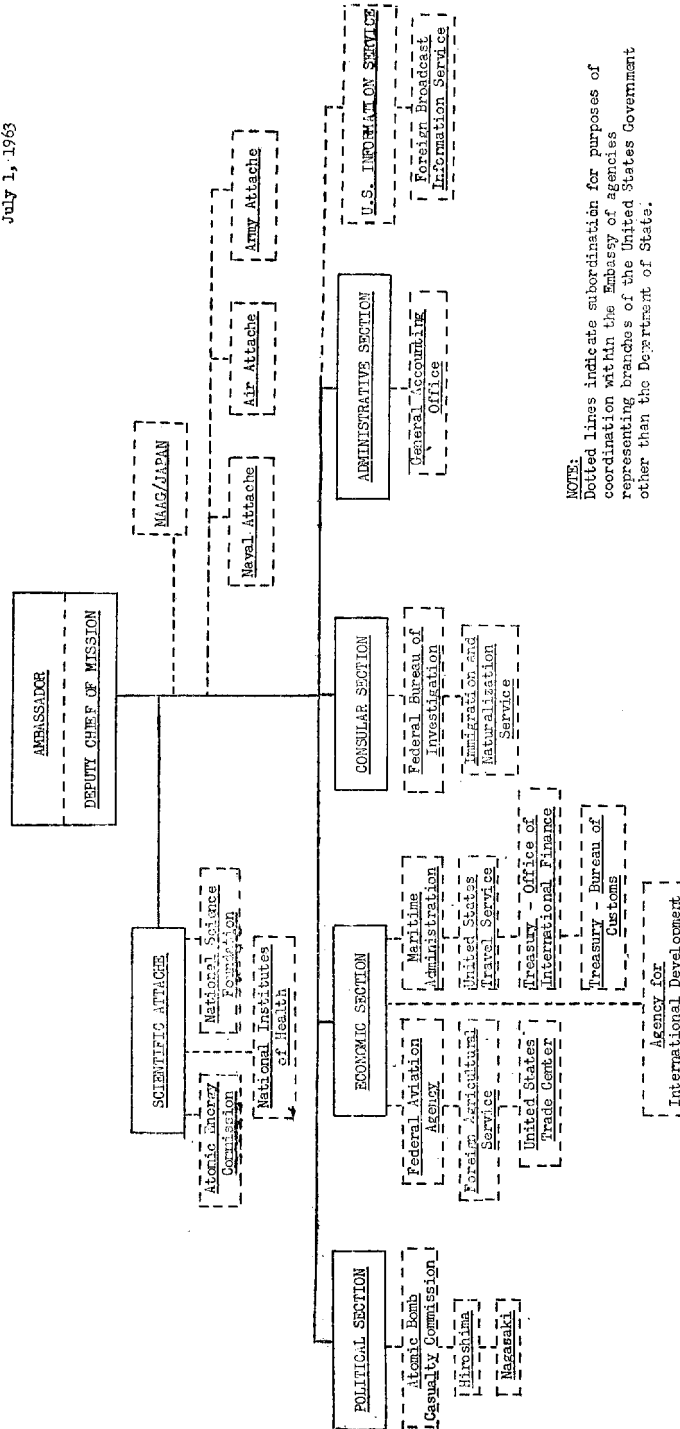 July 1, 1963
AMBASSADOR
DEPUTY CHIEF OF MISSION
MAAG/JAPAN
SCIENTIFIC ATTACHE
Atomic Energy
Commission
National Science
Foundation
National Institutes
of Health
Naval Attache
Air Attache
Army Attache
POLITICAL SECTION
Atomic Bomb
Casualty Commission
Hiroshima
Nagasaki
ECONOMIC SECTION
Federal Aviation
Agency
Foreign Agricultural
Service
United States
Trade Center
Maritime
Administration
United States
Travel Service
Treasury - Office of
International Finance
Treasury - Bureau of
Customs
Agency for
International Development
CONSULAR SECTION
Federal Bureau of
Investigation
Immigration and
Naturalization
Service
ADMINISTRATIVE SECTION
General Accounting
Office
U.S. INFORMATION SERVICE
Foreign Broadcast
Information Service
NOTE:
Dotted lines indicate subordination for purposes of
coordination within the Embassy of agencies
representing branches of the United States Government
other than the Department of State.